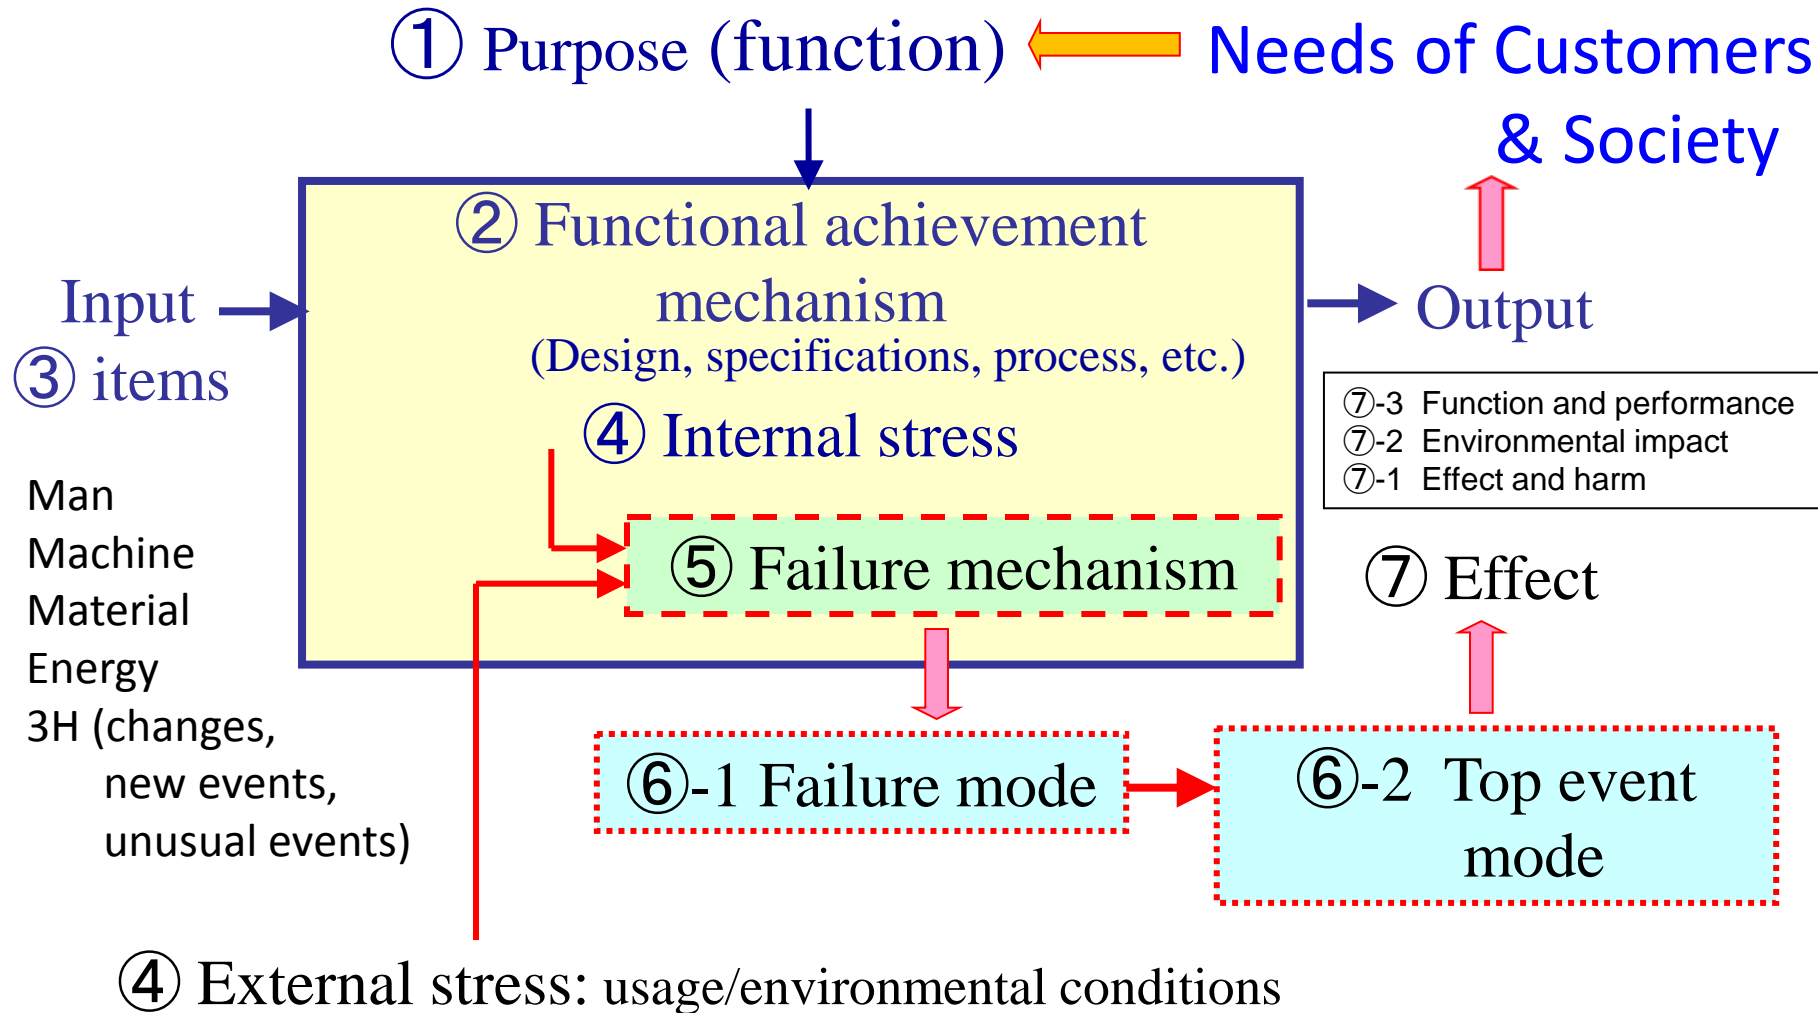 ① Purpose (function)
Needs of Customers
& Society
② Functional achievement
mechanism
(Design, specifications, process, etc.)
Input
③ items
Output
④ Internal stress
⑦-3 Function and performance
⑦-2 Environmental impact
⑦-1 Effect and harm
Man
Machine
Material
Energy
3H (changes,
new events,
unusual events)
⑤ Failure mechanism
⑦ Effect
⑥-1 Failure mode
⑥-2 Top event
mode
④ External stress: usage/environmental conditions